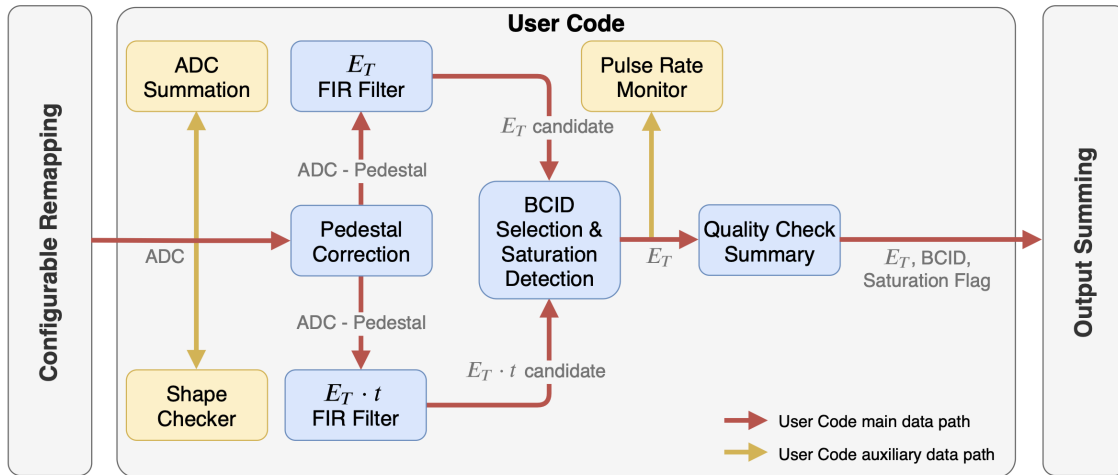 User Code
Configurable Remapping
ADC
Summation
E_T
FIR Filter
Pulse Rate
Monitor
E_T candidate
ADC - Pedestal
ADC
Pedestal
Correction
BCID
Selection &
Saturation
Detection
E_T
Quality Check
Summary
E_T, BCID,
Saturation Flag
ADC - Pedestal
E_T · t candidate
Shape
Checker
E_T · t
FIR Filter
User Code main data path
User Code auxiliary data path
Output Summing